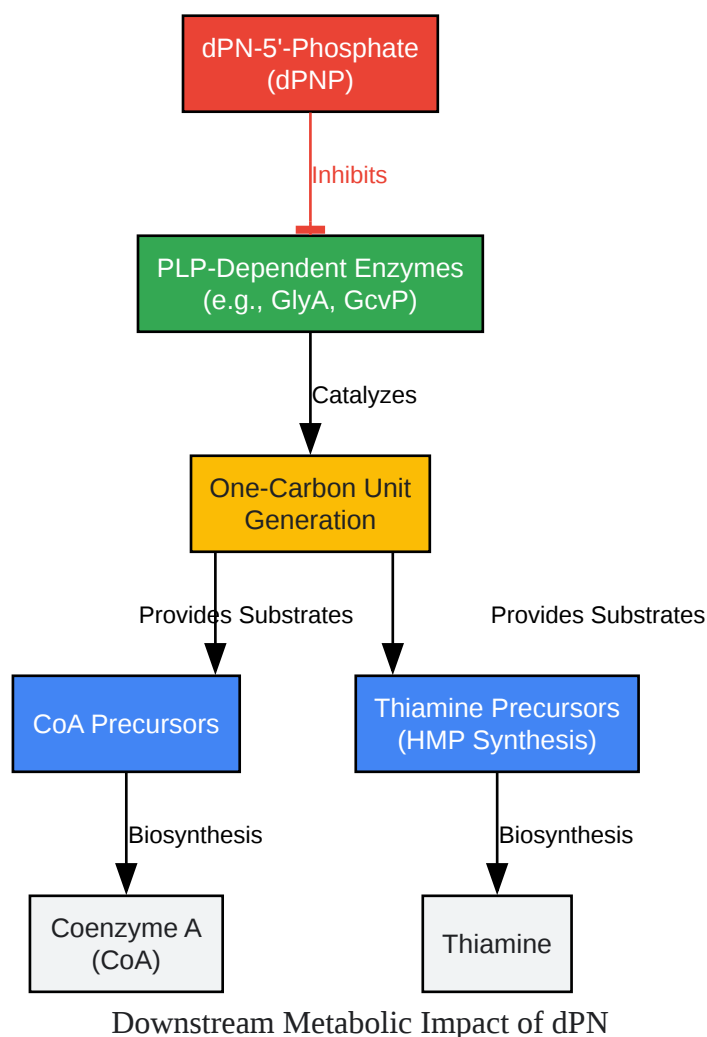 dPN-5'-Phosphate
(dPNP)
Inhibits
PLP-Dependent Enzymes
(e.g., GlyA, GcvP)
Catalyzes
One-Carbon Unit
Generation
Provides Substrates
Provides Substrates
CoA Precursors
Thiamine Precursors
(HMP Synthesis)
Biosynthesis
Biosynthesis
Coenzyme A
(CoA)
Thiamine
Downstream Metabolic Impact of dPN